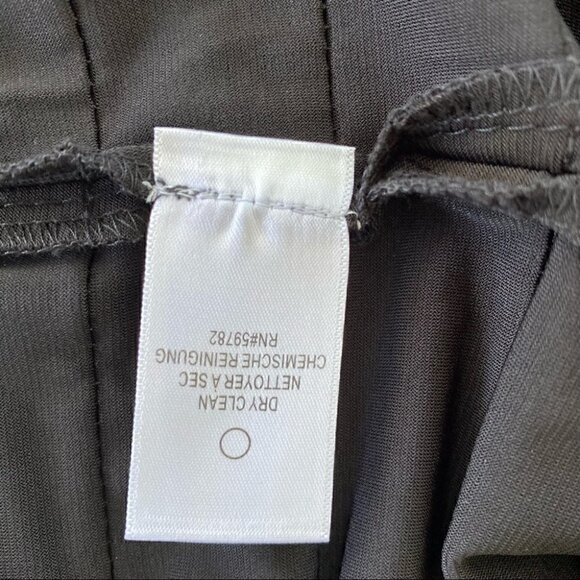 DRY CLEAN
NETTOYER A SEC
CHEMISCHE REINIGUNG
RN#59782